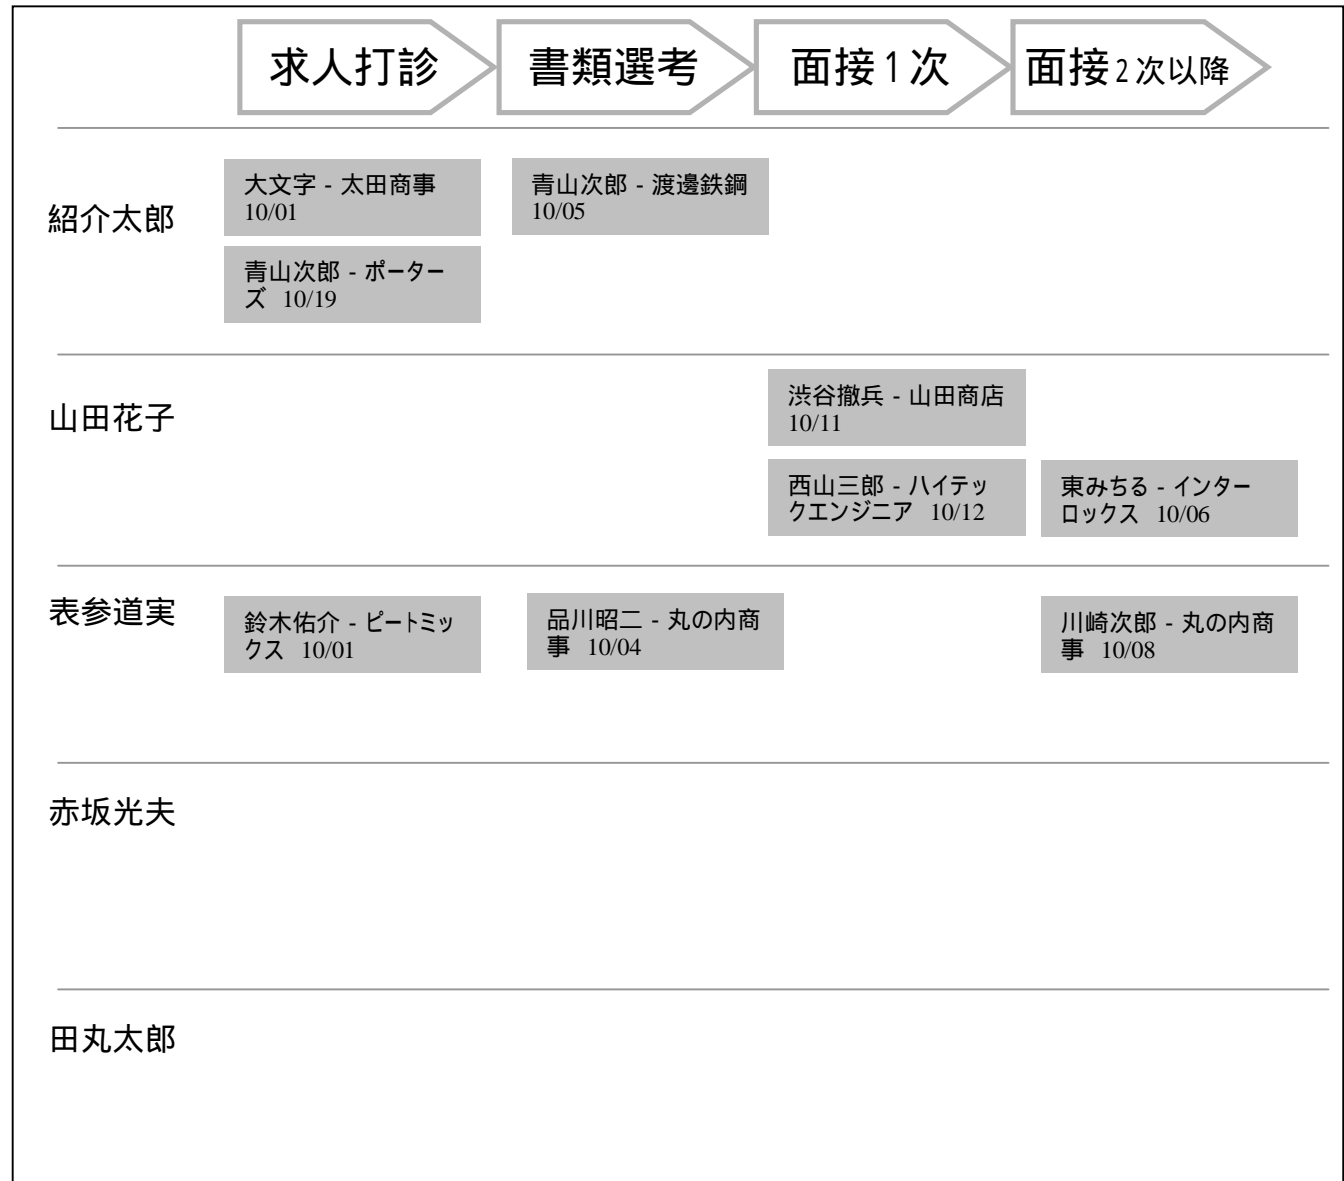 求人打診
書類選考
面接1次
面接2次以降
紹介太郎
大文字 - 太田商事
10/01
青山次郎 - ポーター
ズ 10/19
青山次郎 - 渡邊鉄鋼
10/05
山田花子
渋谷撤兵 - 山田商店
10/11
西山三郎 - ハイテッ
クエンジニア 10/12
東みちる - インター
ロックス 10/06
表参道実
鈴木佑介 - ピートミッ
クス 10/01
品川昭二 - 丸の内商
事 10/04
川崎次郎 - 丸の内商
事 10/08
赤坂光夫
田丸太郎